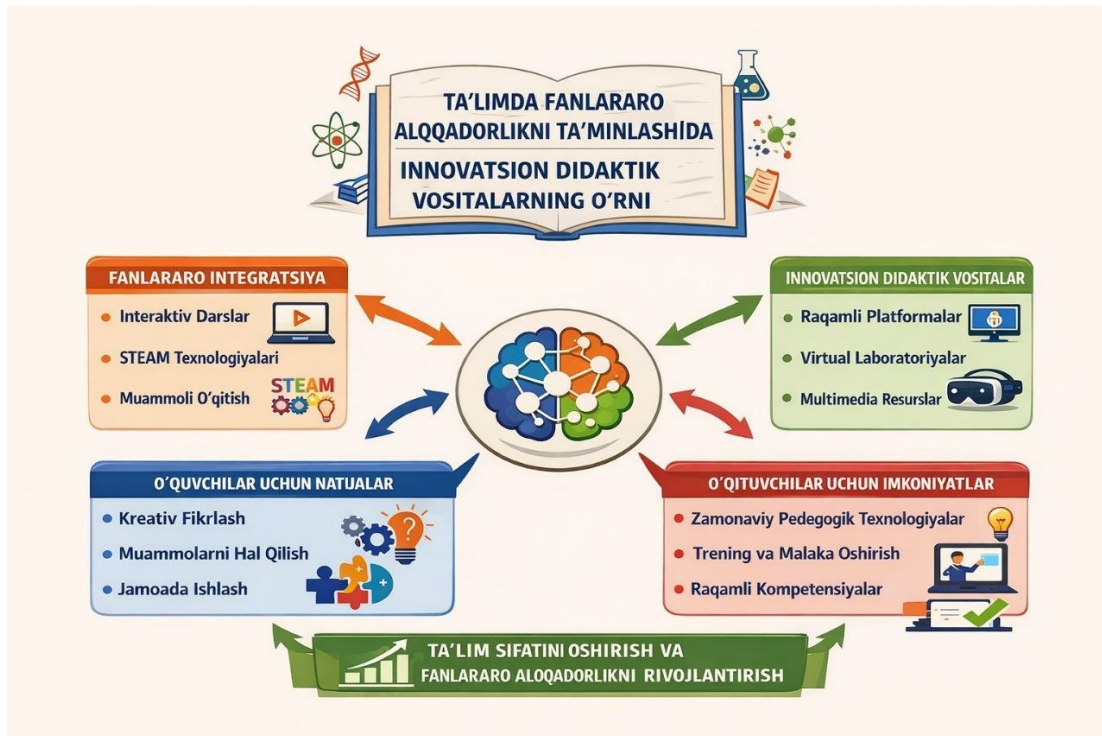 TA'LIMDA FANLARARO
ALQQADORLIKNI TA'MINLASHIDA
INNOVATSION DIDAKTIK
VOSITALARNING O'RNI
FANLARARO INTEGRATSIYA
• Interaktiv Darslar
• STEAM Texnologiyalari
• Muammoli O'qitish
STEAM
INNOVATSION DIDAKTIK VOSITALAR
• Raqamli Platformalar
• Virtual Laboratoriyalar
• Multimedia Resurslar
O'QUVCHILAR UCHUN NATIJALAR
• Kreativ Fikrlash
• Muammolarni Hal Qilish
• Jamoada Ishlash
?
O'QITUVCHILAR UCHUN IMKONIYATLAR
• Zamonaviy Pedegogik Texnologiyalar
• Trening va Malaka Oshirish
• Raqamli Kompetensiyalar
TA'LIM SIFATINI OSHIRISH VA
FANLARARO ALOQADORLIKNI RIVOJLANTIRISH